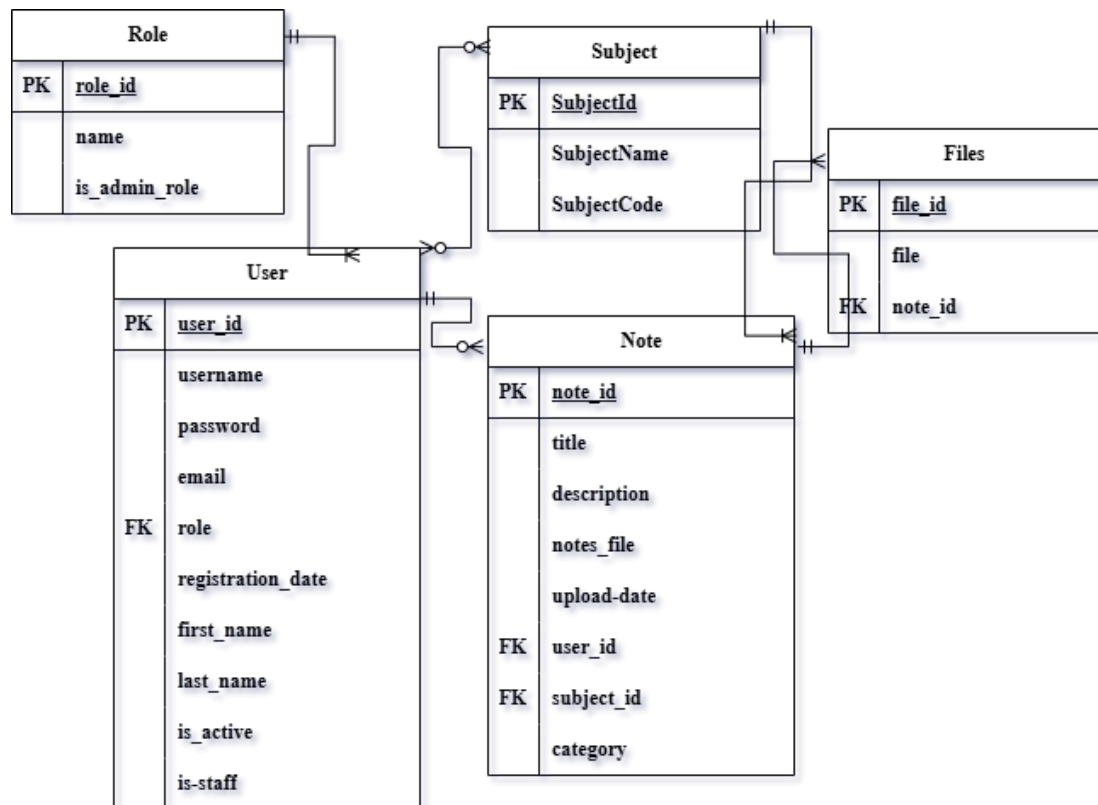 Role
PK role_id
name
is_admin_role
Subject
PK SubjectId
SubjectName
SubjectCode
Files
PK file_id
file
FK note_id
User
PK user_id
username
password
email
FK role
registration_date
first_name
last_name
is_active
is-staff
Note
PK note_id
title
description
notes_file
upload-date
FK user_id
FK subject_id
category